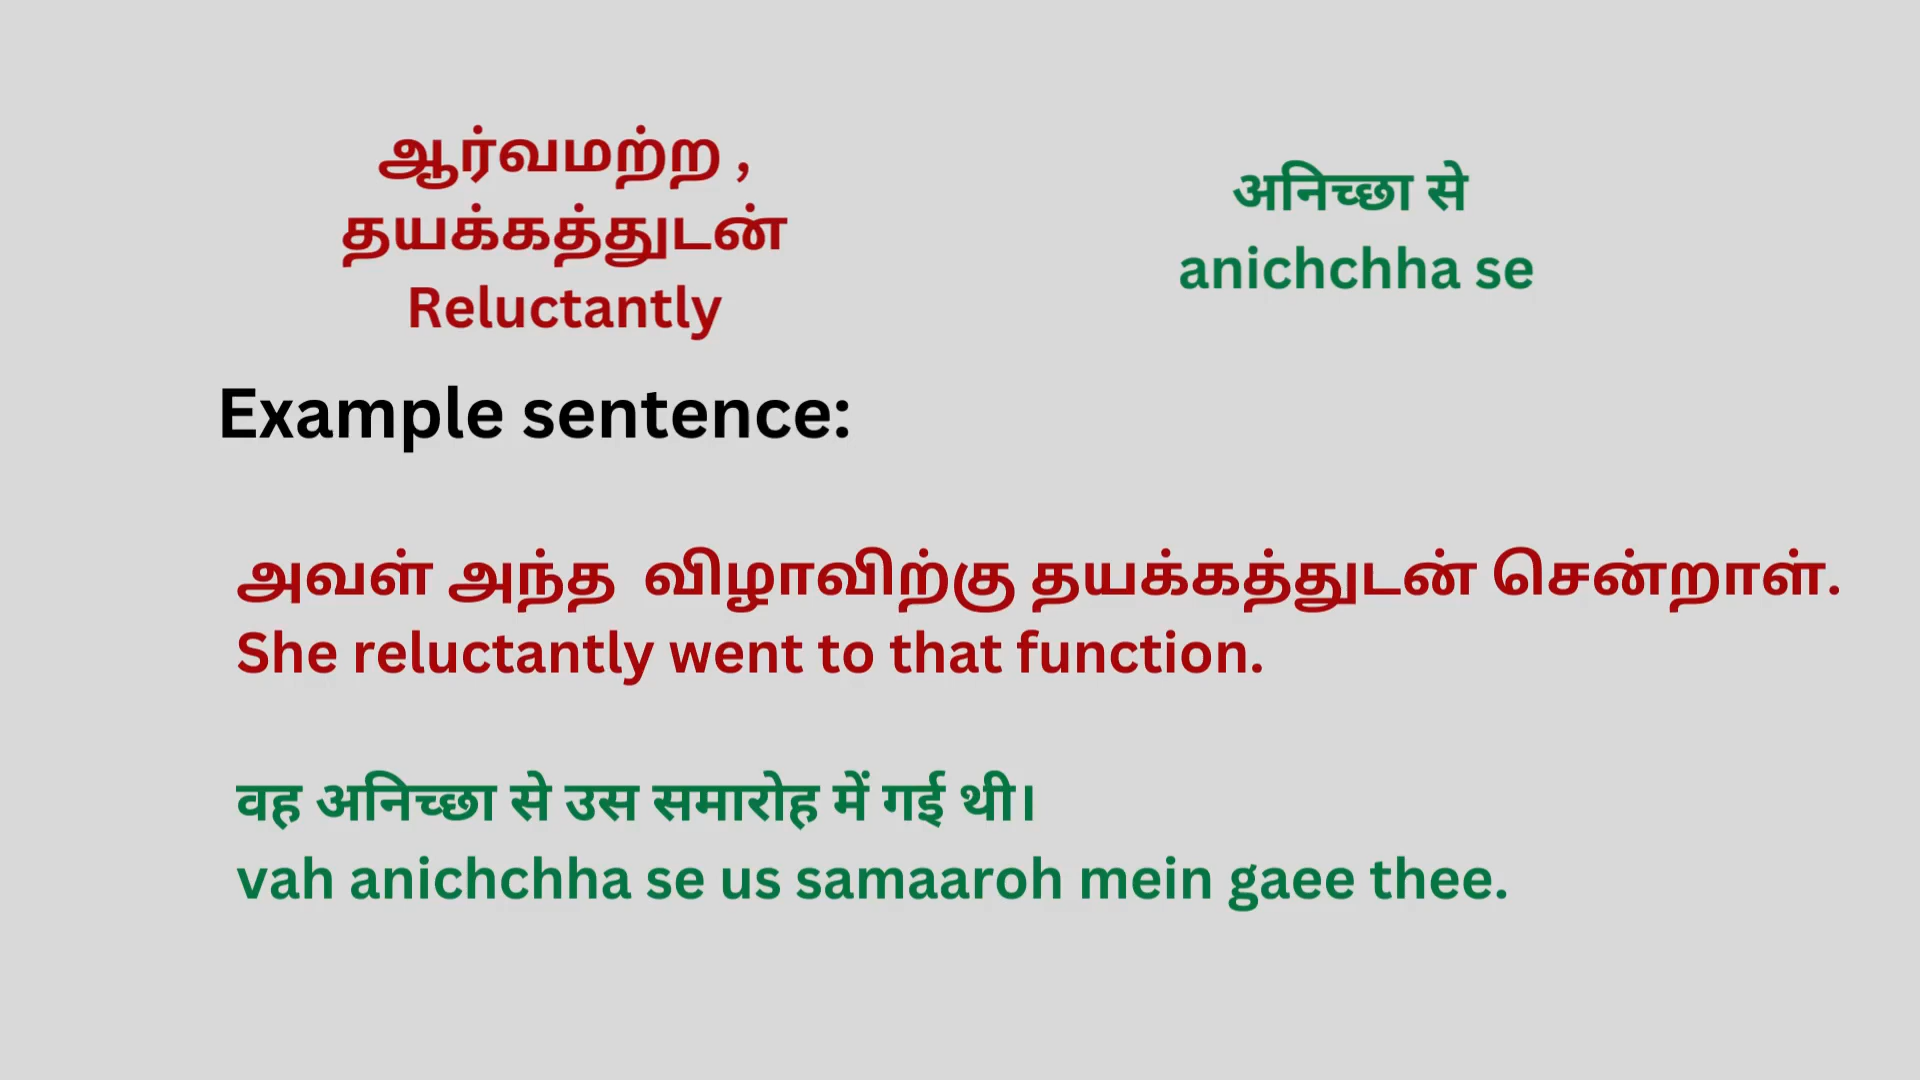 ஆர்வமற்ற ,
தயக்கத்துடன்
Reluctantly
अनिच्छा से
anichchha se
Example sentence:
அவள் அந்த விழாவிற்கு தயக்கத்துடன் சென்றாள்.
She reluctantly went to that function.
वह अनिच्छा से उस समारोह में गई थी।
vah anichchha se us samaaroh mein gaee thee.